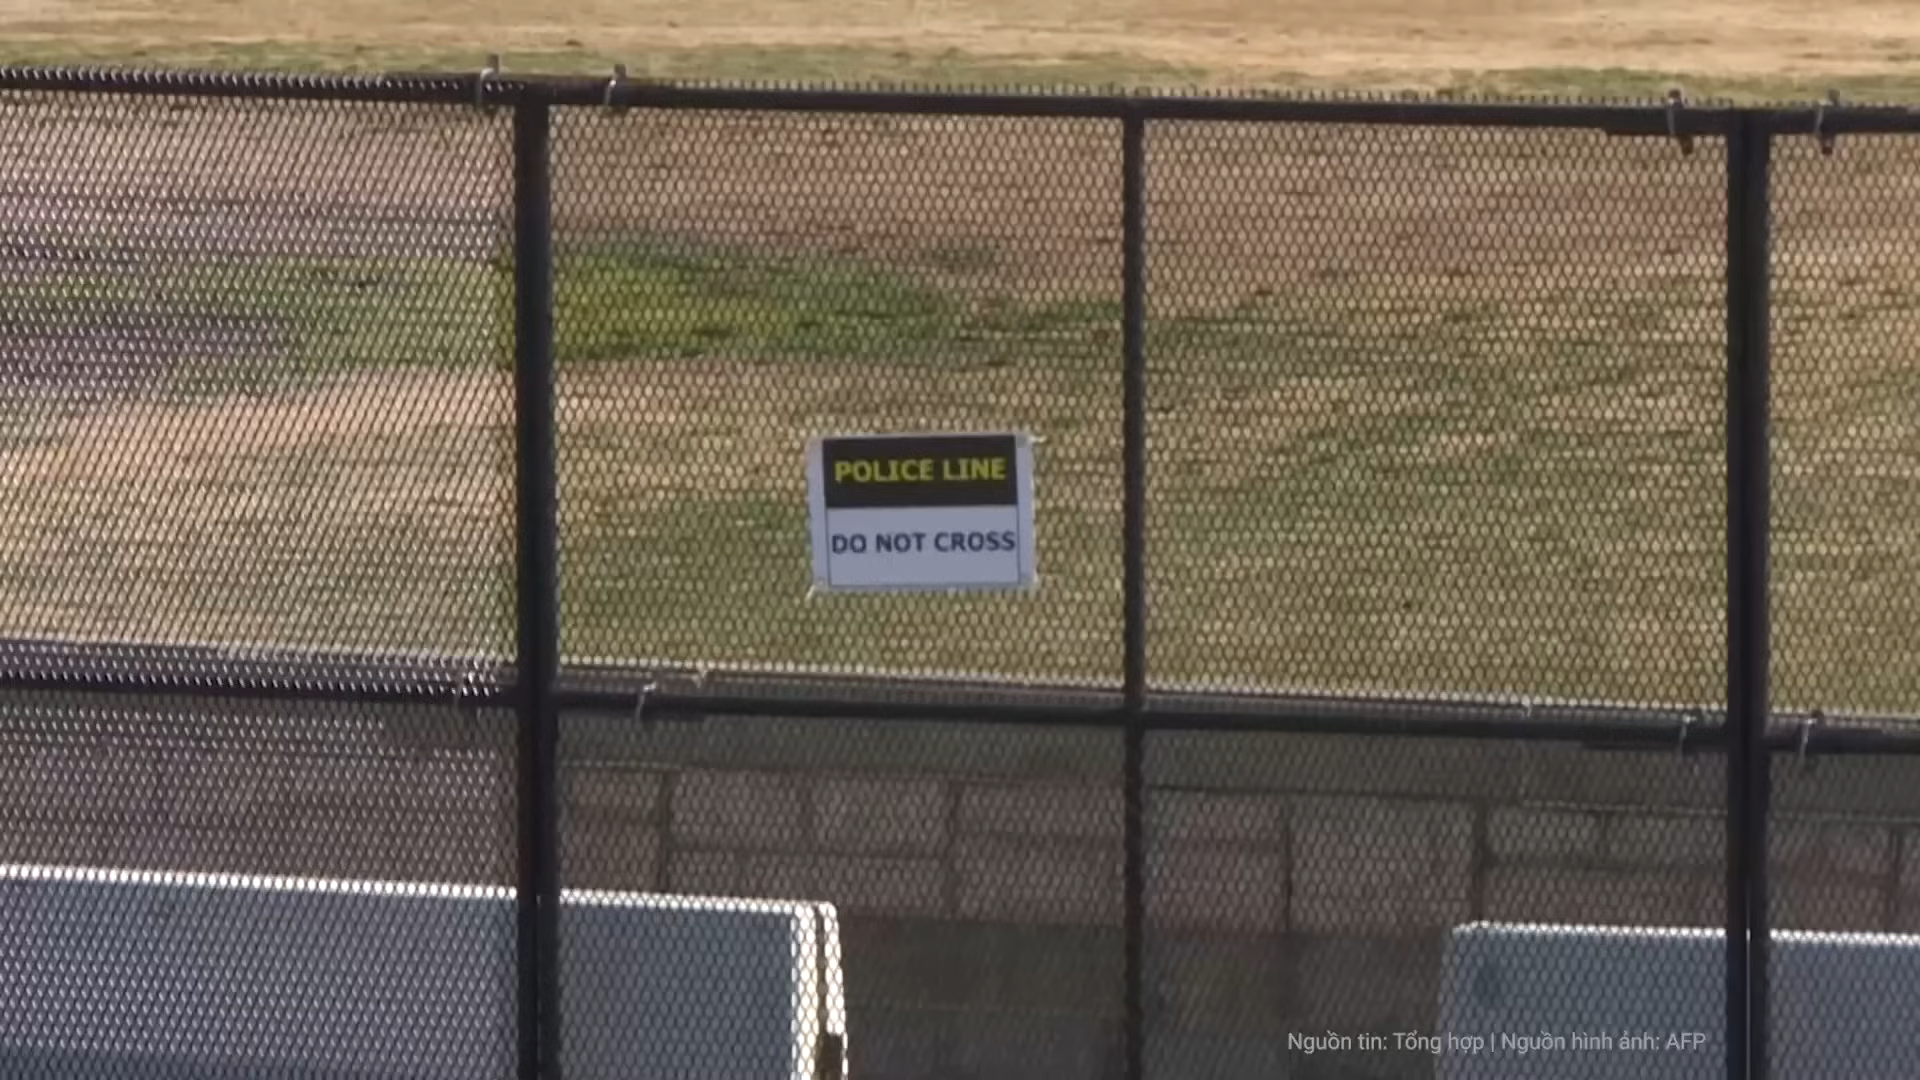 POLICE LINE
DO NOT CROSS
Nguồn tin: Tổng hợp | Nguồn hình ảnh: AFP